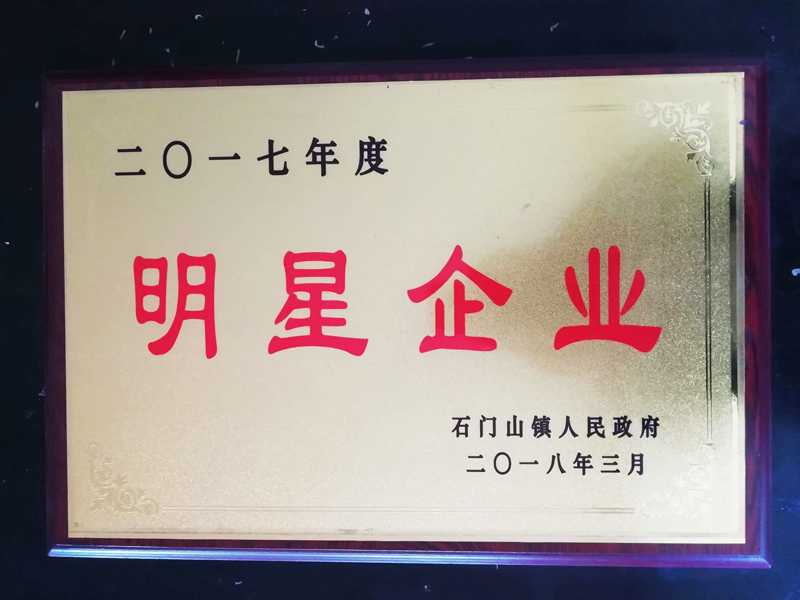 二〇一七年度
明星企业
石门山镇人民政府
二〇一八年三月